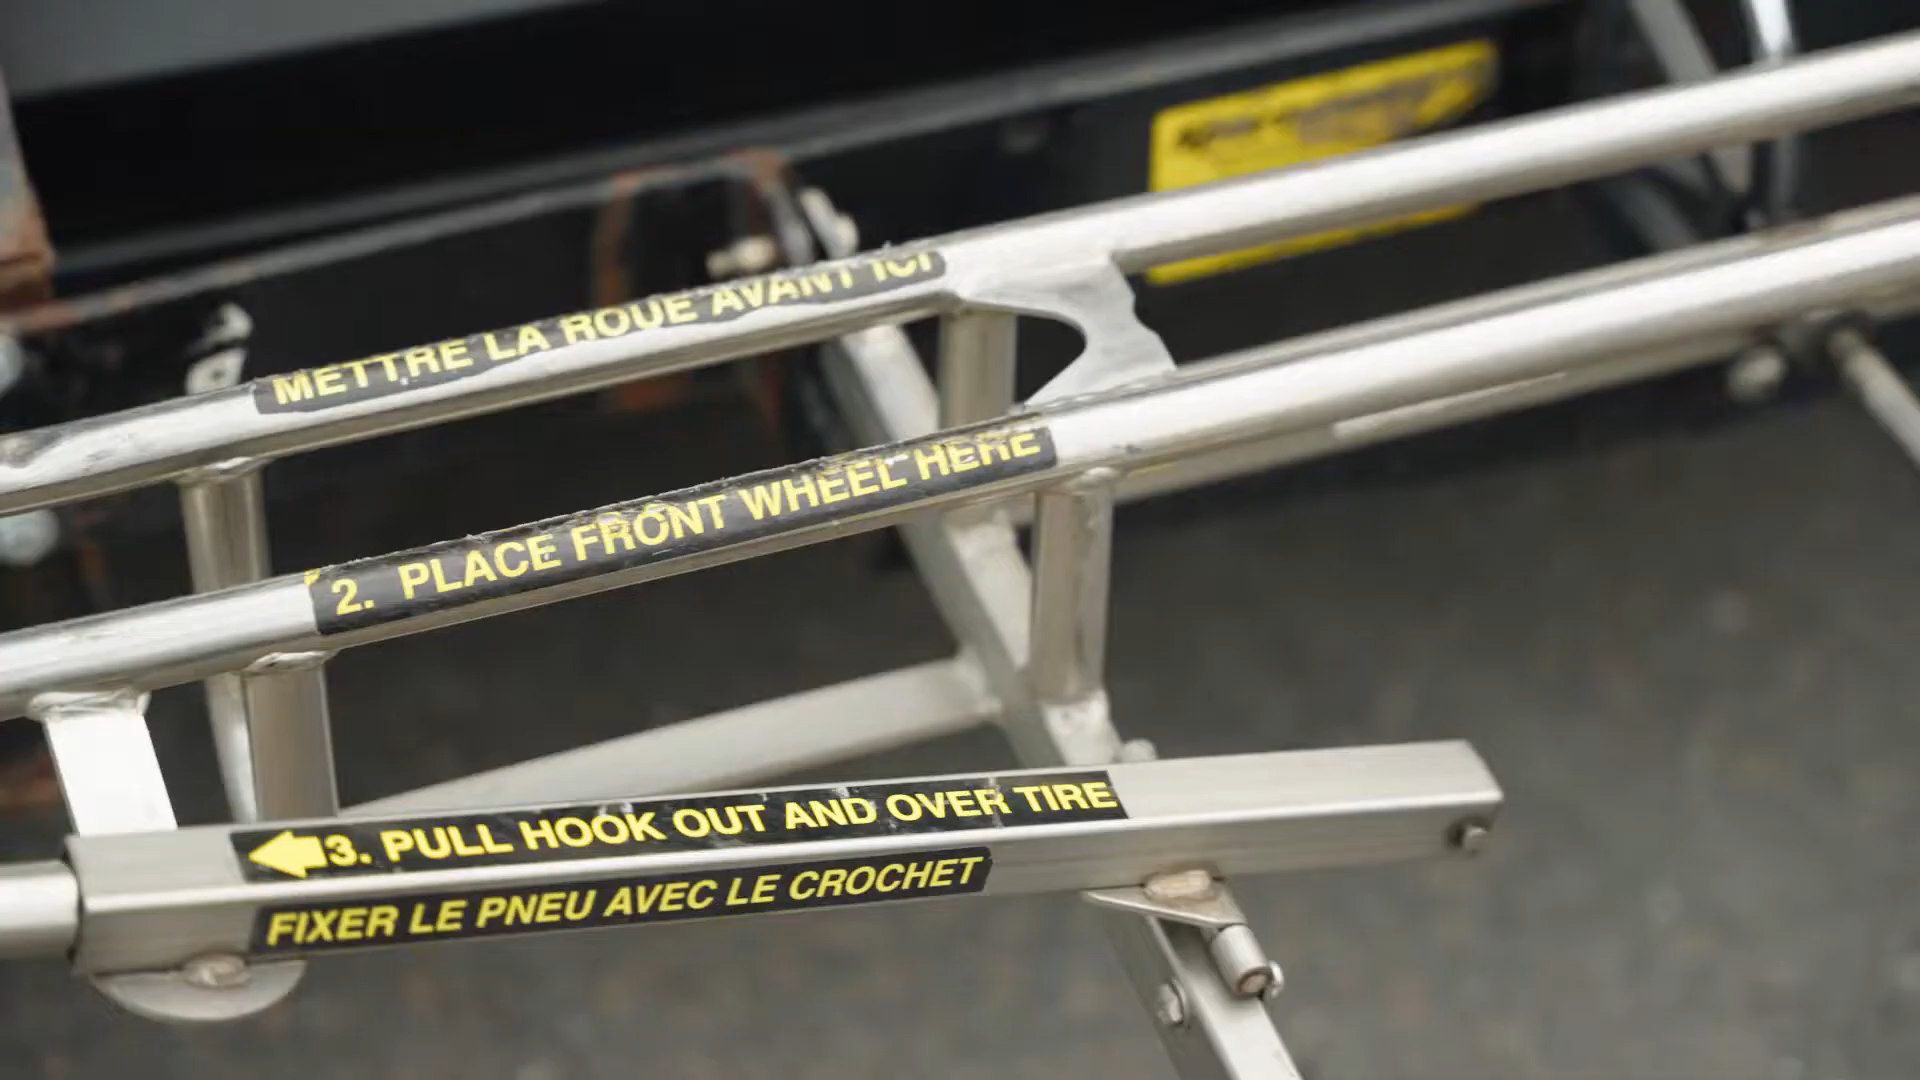 METTRE LA ROUE AVANT ICI
2. PLACE FRONT WHEEL HERE
3. PULL HOOK OUT AND OVER TIRE
FIXER LE PNEU AVEC LE CROCHET